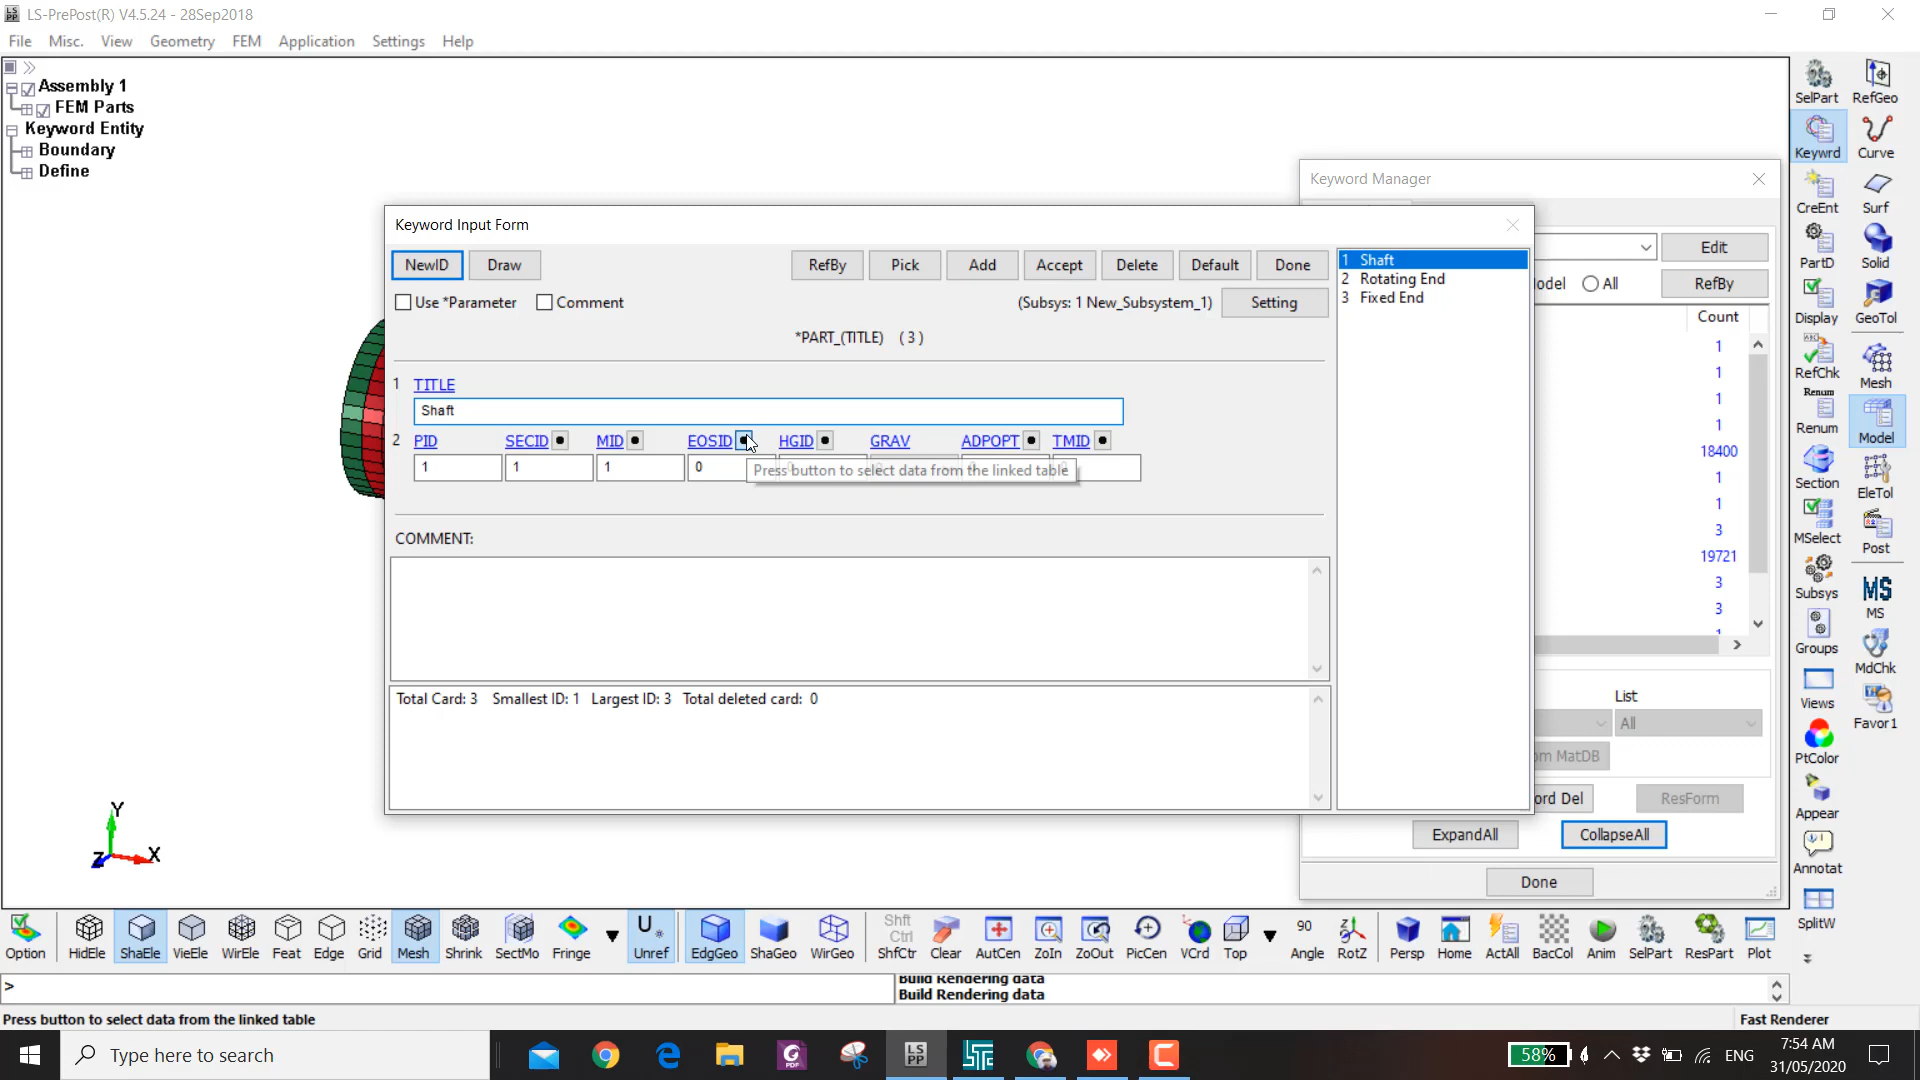 LS-PrePost(R) V4.5.24 - 28Sep2018
File Misc. View Geometry FEM Application Settings Help
Assembly 1
FEM Parts
Keyword Entity
Boundary
Define
Keyword Manager
Edit
All
RefBy
Count
1
1
1
1
18400
1
1
3
19721
3
3
List
All
ResForm
ExpandAll
CollapseAll
Done
Keyword Input Form
NewID
Draw
RefBy
Pick
Add
Accept
Delete
Default
Done
Use *Parameter
Comment
(Subsys: 1 New_Subsystem_1)
Setting
*PART_(TITLE) (3)
1 TITLE
Shaft
2 PID SECID MID EOSID HGID GRAV ADPOPT TMID
1 1 1 0
Press button to select data from the linked table
COMMENT:
Total Card: 3 Smallest ID: 1 Largest ID: 3 Total deleted card: 0
1 Shaft
2 Rotating End
3 Fixed End
SelPart RefGeo
Keywrd Curve
CreEnt Surf
PartD Solid
Display GeoTol
RefChk Mesh
Renum
Renum Model
Section EleTol
MSelect Post
Subsys MS
MS
Groups MdChk
Views Favor1
PtColor
Appear
Annotat
SplitW
Y
Z
X
Option HidEle ShaEle VieEle WirEle Feat Edge Grid Mesh Shrink SectMo Fringe U Unref EdgGeo ShaGeo WirGeo Shft Ctrl ShfCtr Clear AutCen ZoIn ZoOut PicCen VCrd Top 90 Angle RotZ Persp Home ActAll BacCol Anim SelPart ResPart Plot
>
Build Rendering data
Build Rendering data
Press button to select data from the linked table
Fast Renderer
Type here to search
58%
ENG
7:54 AM
31/05/2020